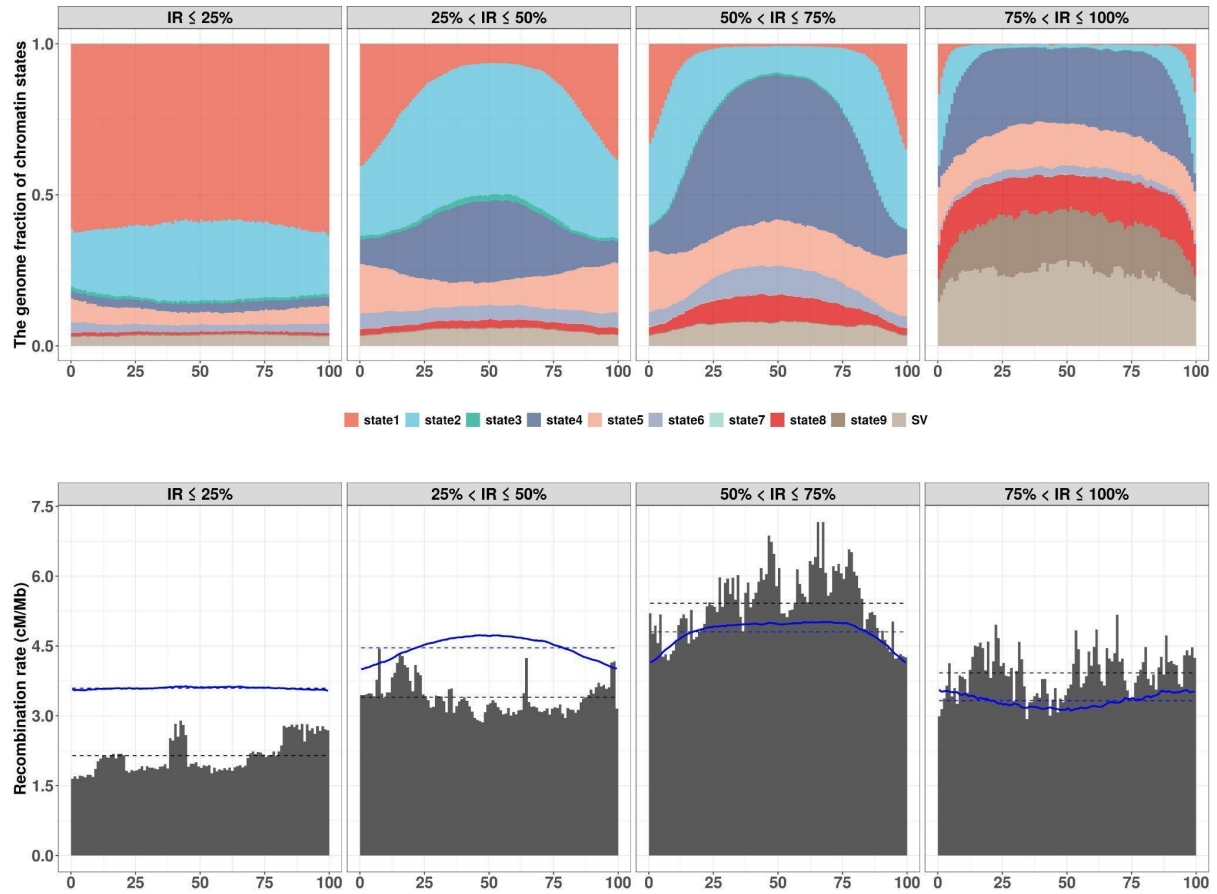 IR ≤ 25%
25% < IR ≤ 50%
50% < IR ≤ 75%
75% < IR ≤ 100%
The genome fraction of chromatin states
1.0
0.5
0.0
0 25 50 75 100
0 25 50 75 100
0 25 50 75 100
0 25 50 75 100
state1 state2 state3 state4 state5 state6 state7 state8 state9 SV
IR ≤ 25%
25% < IR ≤ 50%
50% < IR ≤ 75%
75% < IR ≤ 100%
Recombination rate (cM/Mb)
7.5
6.0
4.5
3.0
1.5
0.0
0 25 50 75 100
0 25 50 75 100
0 25 50 75 100
0 25 50 75 100